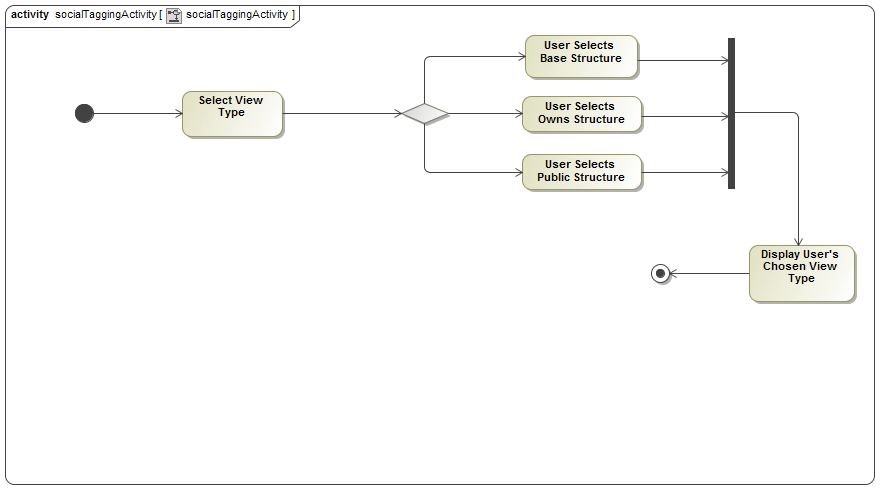 activity socialTaggingActivity [ socialTaggingActivity ]
User Selects
Base Structure
Select View
Type
User Selects
Owns Structure
User Selects
Public Structure
Display User's
Chosen View
Type